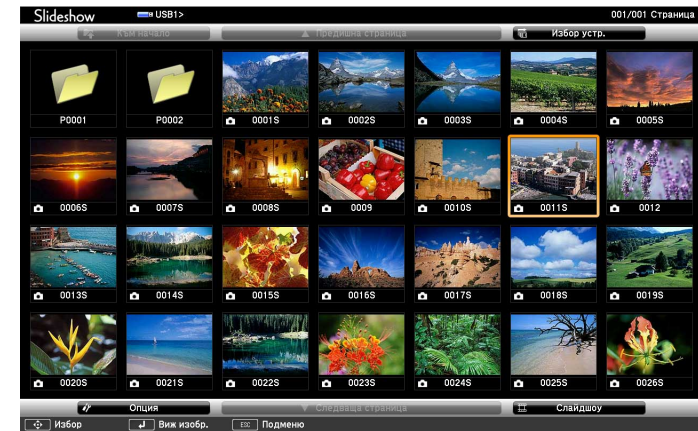 Slideshow USB1> 001/001 Страница
Към начало Предишна страница Избор устр.
P0001 P0002 0001S 0002S 0003S 0004S 0005S
0006S 0007S 0008S 0009 0010S 0011S 0012
0013S 0014S 0015S 0016S 0017S 0018S 0019S
0020S 0021S 0022S 0023S 0024S 0025S 0026S
Опция Следваща страница Слайдшоу
Избор Виж изобр. ESC Подменю